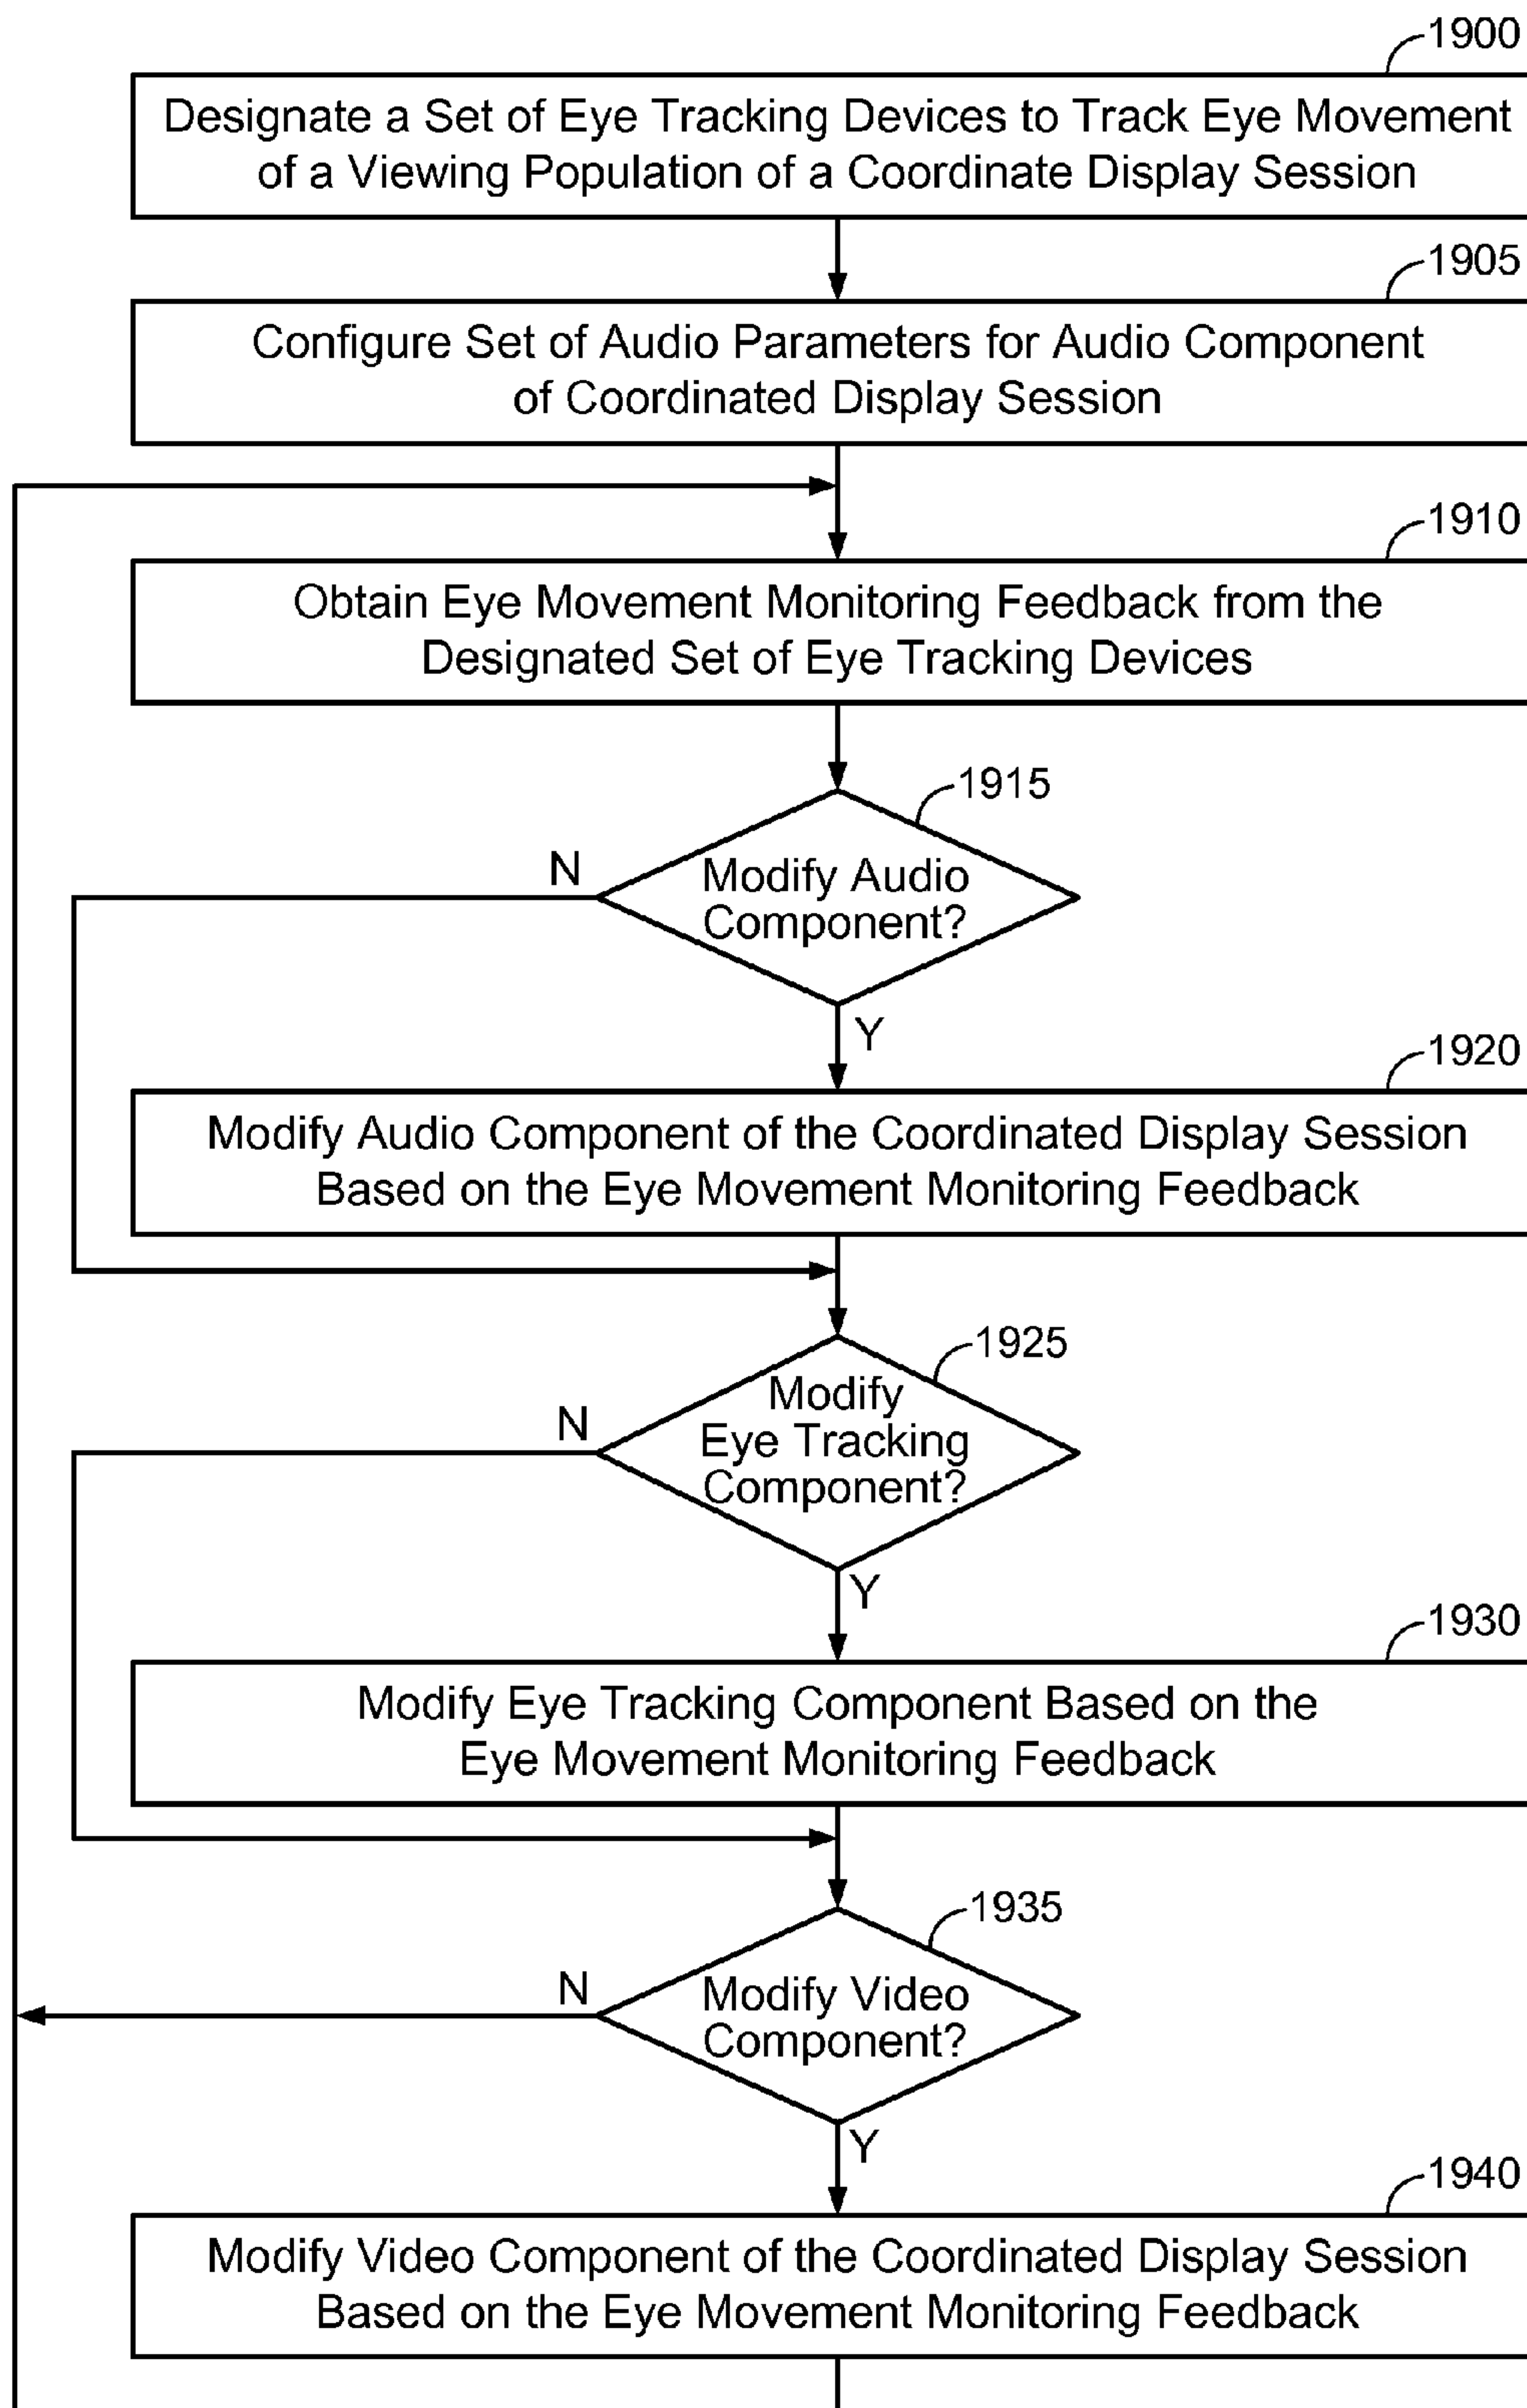 1900
Designate a Set of Eye Tracking Devices to Track Eye Movement
of a Viewing Population of a Coordinate Display Session
1905
Configure Set of Audio Parameters for Audio Component
of Coordinated Display Session
1910
Obtain Eye Movement Monitoring Feedback from the
Designated Set of Eye Tracking Devices
1915
N
Modify Audio
Component?
Y
1920
Modify Audio Component of the Coordinated Display Session
Based on the Eye Movement Monitoring Feedback
1925
N
Modify
Eye Tracking
Component?
Y
1930
Modify Eye Tracking Component Based on the
Eye Movement Monitoring Feedback
1935
N
Modify Video
Component?
Y
1940
Modify Video Component of the Coordinated Display Session
Based on the Eye Movement Monitoring Feedback